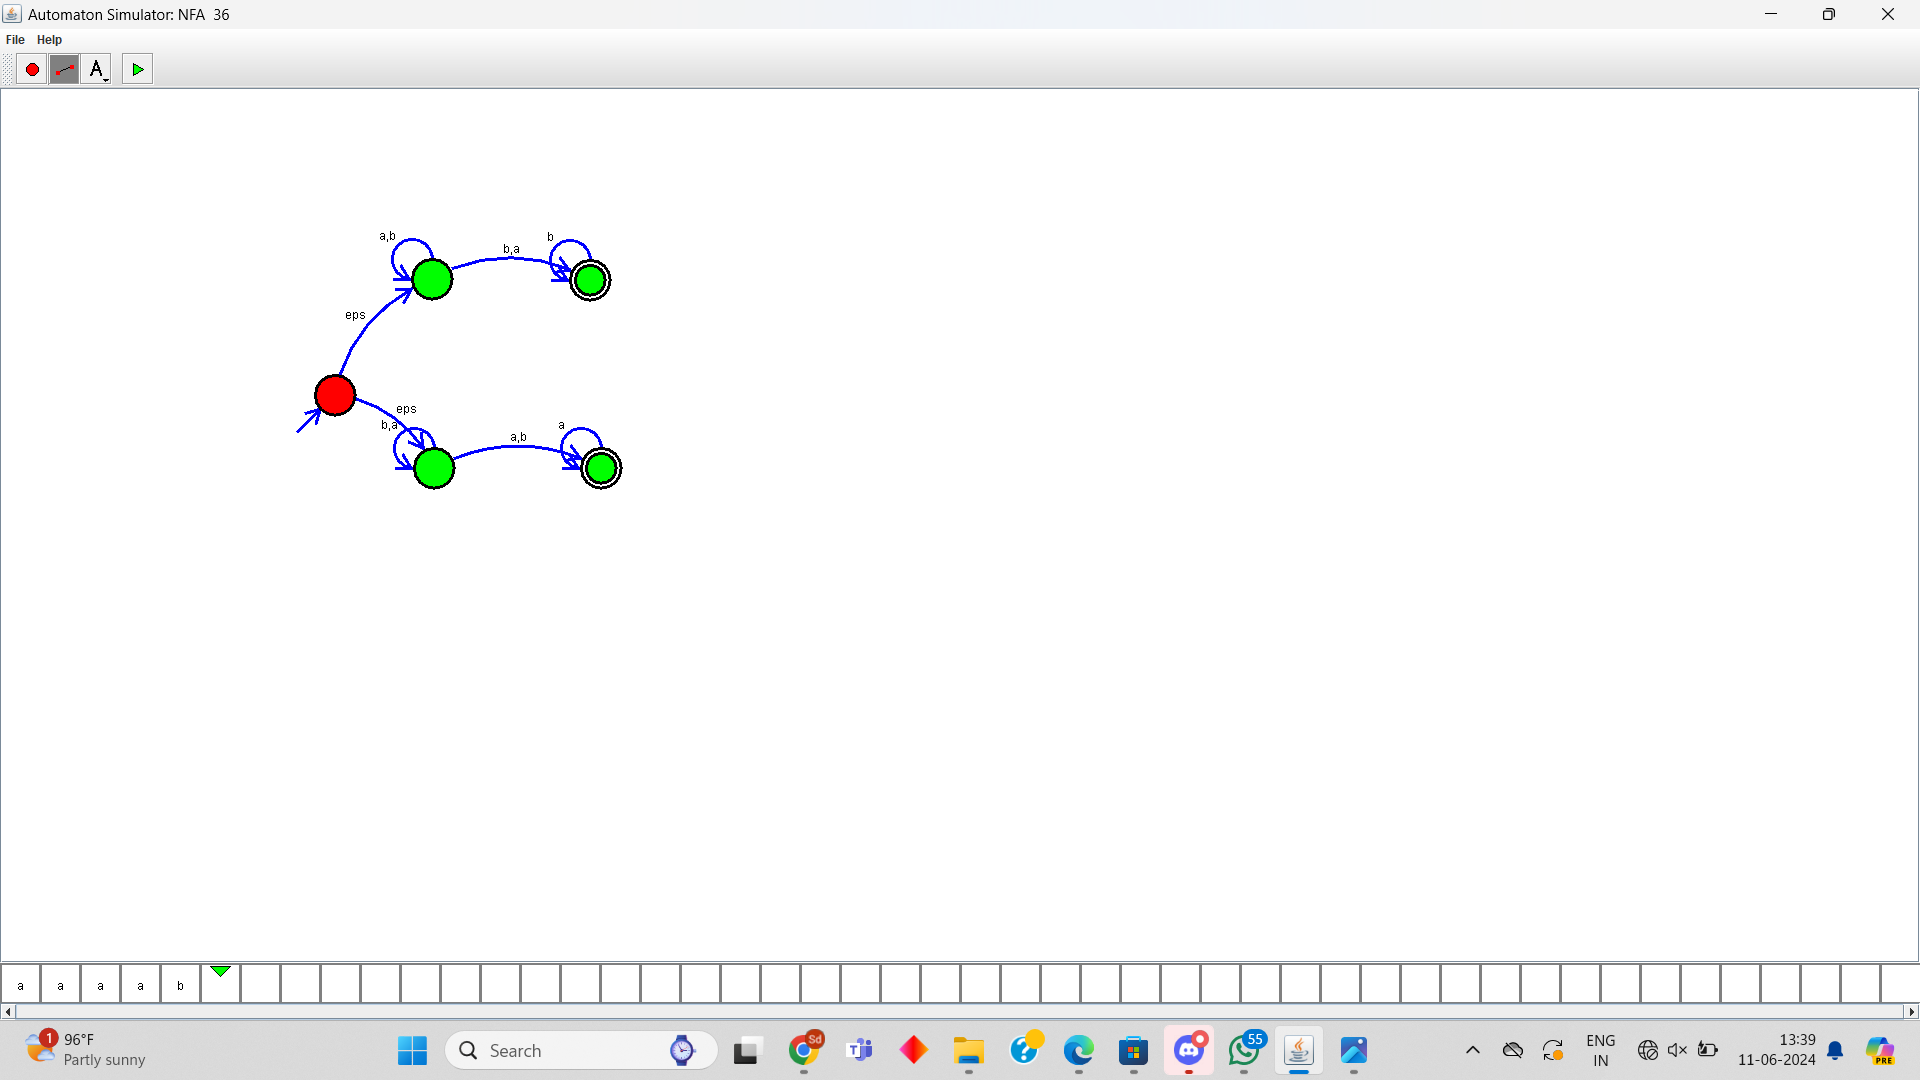 Automaton Simulator: NFA 36
File Help
A
a,b
b,a
b
eps
eps
b,a
a,b
a
a a a a b
1
96°F
Partly sunny
Search
Sd
55
PRE
ENG
IN
13:39
11-06-2024